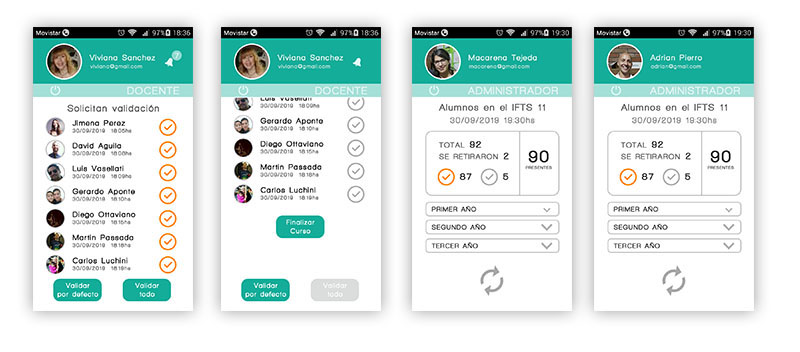 Movistar 97% 18:36
Viviana Sanchez 7
viviana@gmail.com
DOCENTE
Solicitan validación
Jimena Perez
30/09/2019 18:05hs
David Aguila
30/09/2019 18:08hs
Luis Vasellati
30/09/2019 18:09hs
Gerardo Aponte
30/09/2019 18:10hs
Diego Ottaviano
30/09/2019 18:15hs
Martin Passada
30/09/2019 18:18hs
Carlos Luchini
30/09/2019 18:19hs
Validar
por defecto
Validar
todo
Movistar 97% 18:36
Viviana Sanchez
viviana@gmail.com
DOCENTE
Luis Vasellati
30/09/2019 18:09hs
Gerardo Aponte
30/09/2019 18:10hs
Diego Ottaviano
30/09/2019 18:15hs
Martin Passada
30/09/2019 18:18hs
Carlos Luchini
30/09/2019 18:19hs
Finalizar
Curso
Validar
por defecto
Validar
todo
Movistar 97% 19:30
Macarena Tejeda
macarena@gmail.com
ADMINISTRADOR
Alumnos en el IFTS 11
30/09/2019 19:30hs
TOTAL 92
SE RETIRARON 2
87 5
90
PRESENTES
PRIMER AÑO
SEGUNDO AÑO
TERCER AÑO
Movistar 97% 19:30
Adrian Pierro
adrian@gmail.com
ADMINISTRADOR
Alumnos en el IFTS 11
30/09/2019 19:30hs
TOTAL 92
SE RETIRARON 2
87 5
90
PRESENTES
PRIMER AÑO
SEGUNDO AÑO
TERCER AÑO